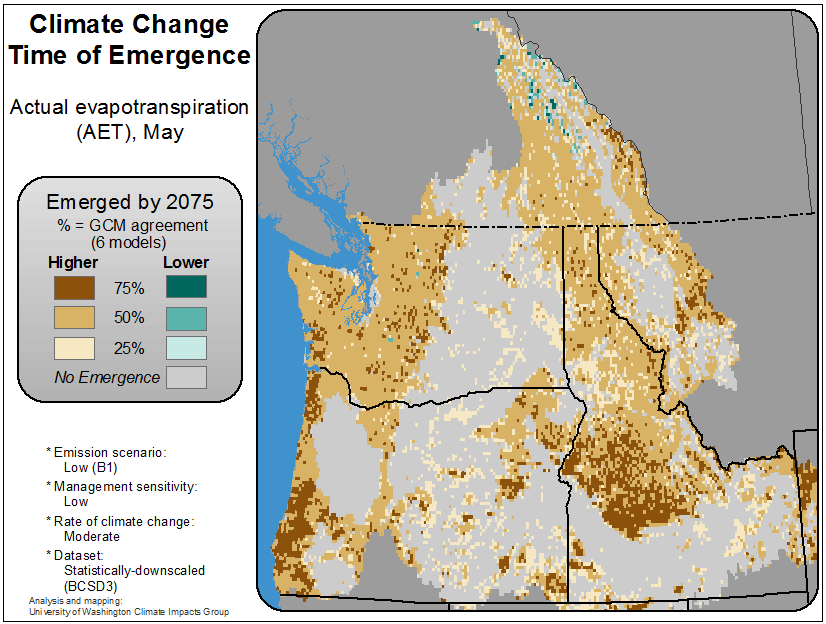 Climate Change
Time of Emergence
Actual evapotranspiration
(AET), May
Emerged by 2075
% = GCM agreement
(6 models)
Higher Lower
75%
50%
25%
No Emergence
* Emission scenario:
Low (B1)
* Management sensitivity:
Low
* Rate of climate change:
Moderate
* Dataset:
Statistically-downscaled
(BCSD3)
Analysis and mapping:
University of Washington Climate Impacts Group